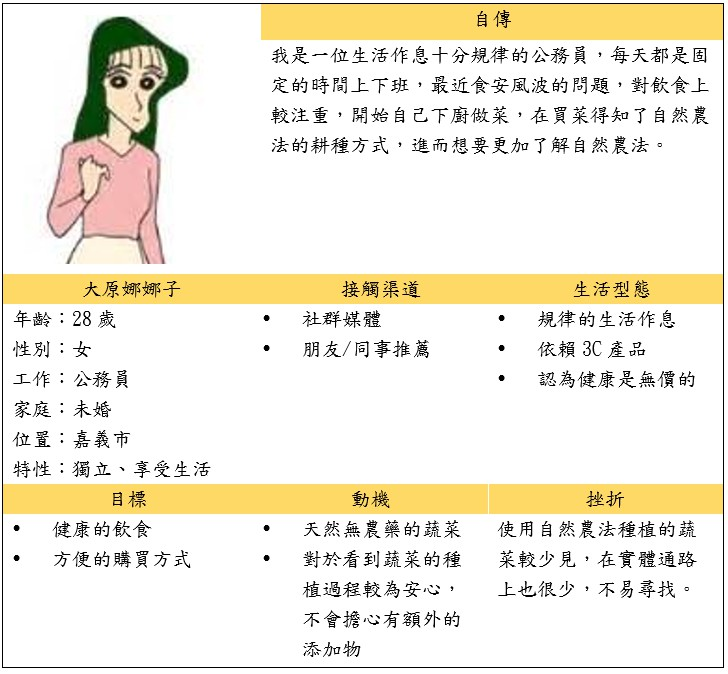 自傳
我是一位生活作息十分規律的公務員，每天都是固
定的時間上下班，最近食安風波的問題，對飲食上
較注重，開始自己下廚做菜，在買菜得知了自然農
法的耕種方式，進而想要更加了解自然農法。
大原娜娜子
年齡：28 歲
性別：女
工作：公務員
家庭：未婚
位置：嘉義市
特性：獨立、享受生活
接觸渠道
• 社群媒體
• 朋友/同事推薦
生活型態
• 規律的生活作息
• 依賴 3C 產品
• 認為健康是無價的
目標
• 健康的飲食
• 方便的購買方式
動機
• 天然無農藥的蔬菜
• 對於看到蔬菜的種
植過程較為安心，
不會擔心有額外的
添加物
挫折
使用自然農法種植的蔬
菜較少見，在實體通路
上也很少，不易尋找。